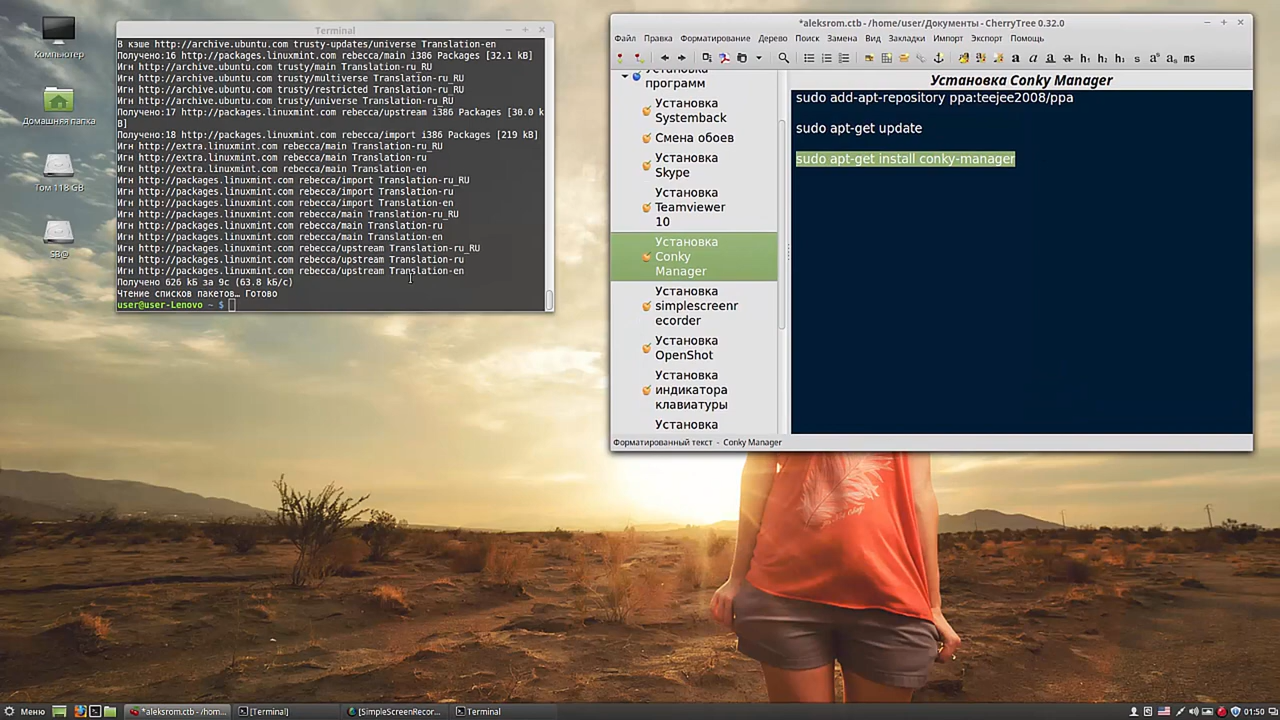 Компьютер
Домашняя папка
Том 118 GB
SB@
Terminal
В кэше http://archive.ubuntu.com trusty-updates/universe Translation-en
Получено:16 http://packages.linuxmint.com rebecca/main i386 Packages [32.1 kB]
Игн http://archive.ubuntu.com trusty/main Translation-ru_RU
Игн http://archive.ubuntu.com trusty/multiverse Translation-ru_RU
Игн http://archive.ubuntu.com trusty/restricted Translation-ru_RU
Игн http://archive.ubuntu.com trusty/universe Translation-ru_RU
Получено:17 http://packages.linuxmint.com rebecca/upstream i386 Packages [30.0 k
B]
Получено:18 http://packages.linuxmint.com rebecca/import i386 Packages [219 kB]
Игн http://extra.linuxmint.com rebecca/main Translation-ru_RU
Игн http://extra.linuxmint.com rebecca/main Translation-ru
Игн http://extra.linuxmint.com rebecca/main Translation-en
Игн http://packages.linuxmint.com rebecca/import Translation-ru_RU
Игн http://packages.linuxmint.com rebecca/import Translation-ru
Игн http://packages.linuxmint.com rebecca/import Translation-en
Игн http://packages.linuxmint.com rebecca/main Translation-ru_RU
Игн http://packages.linuxmint.com rebecca/main Translation-ru
Игн http://packages.linuxmint.com rebecca/main Translation-en
Игн http://packages.linuxmint.com rebecca/upstream Translation-ru_RU
Игн http://packages.linuxmint.com rebecca/upstream Translation-ru
Игн http://packages.linuxmint.com rebecca/upstream Translation-en
Получено 626 кБ за 9с (63.8 kБ/c)
Чтение списков пакетов… Готово
user@user-Lenovo ~ $
*aleksrom.ctb - /home/user/Документы - CherryTree 0.32.0
Файл Правка Форматирование Дерево Поиск Замена Вид Закладки Импорт Экспорт Помощь
a a a a h₁ h₂ h₃ s aˢ aₛ ms
Установка
программ
Установка
Systemback
Смена обоев
Установка
Skype
Установка
Teamviewer
10
Установка
Conky
Manager
Установка
simplescreenr
ecorder
Установка
OpenShot
Установка
индикатора
клавиатуры
Установка
Установка Conky Manager
sudo add-apt-repository ppa:teejee2008/ppa
sudo apt-get update
sudo apt-get install conky-manager
Форматированный текст - Conky Manager
Меню *aleksrom.ctb - /hom... [Terminal] [SimpleScreenRecor... Terminal 01:50